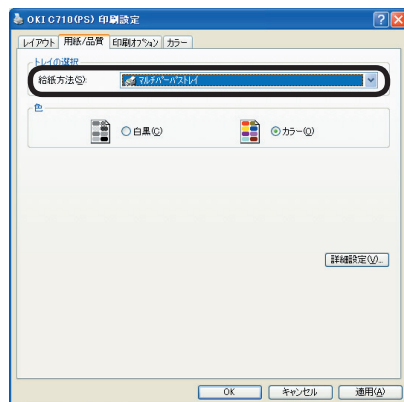 OKI C710(PS) 印刷設定
レイアウト 用紙/品質 印刷オプション カラー
トレイの選択
給紙方法(S): マルチパーパストレイ
色
白黒(C) カラー(O)
詳細設定(V)...
OK キャンセル 適用(A)